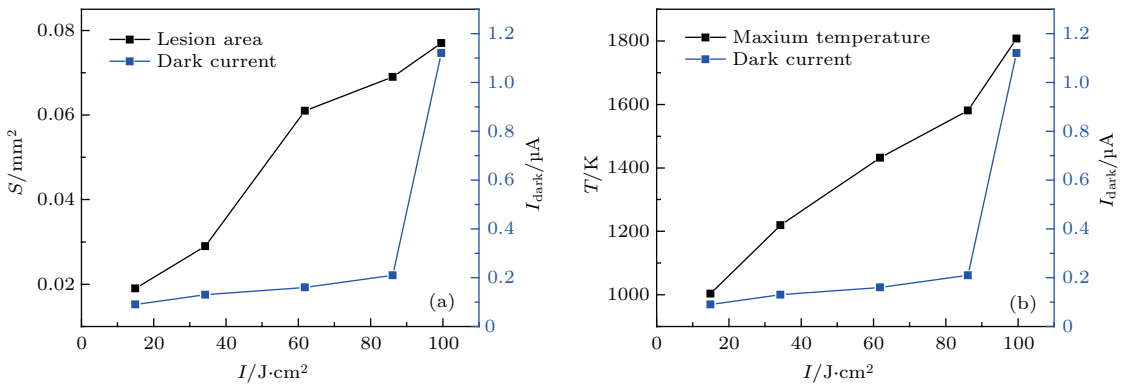 0.08
0.06
0.04
0.02
S/mm²
Lesion area
Dark current
1.2
1.0
0.8
0.6
0.4
0.2
0
I_dark/μA
(a)
0 20 40 60 80 100
I/J·cm²
1800
1600
1400
1200
1000
T/K
Maxium temperature
Dark current
1.2
1.0
0.8
0.6
0.4
0.2
0
I_dark/μA
(b)
0 20 40 60 80 100
I/J·cm²